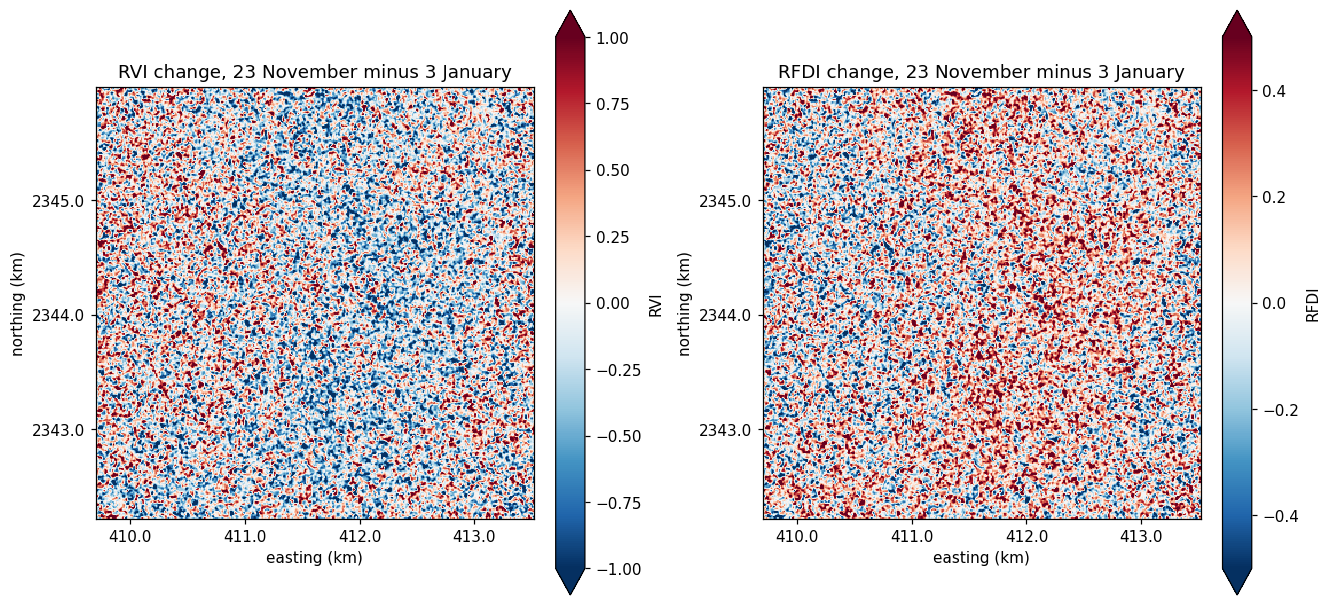 RVI change, 23 November minus 3 January
northing (km)
2345.0
2344.0
2343.0
410.0 411.0 412.0 413.0
easting (km)
1.00
0.75
0.50
0.25
0.00
−0.25
−0.50
−0.75
−1.00
RVI
RFDI change, 23 November minus 3 January
northing (km)
2345.0
2344.0
2343.0
410.0 411.0 412.0 413.0
easting (km)
0.4
0.2
0.0
−0.2
−0.4
RFDI